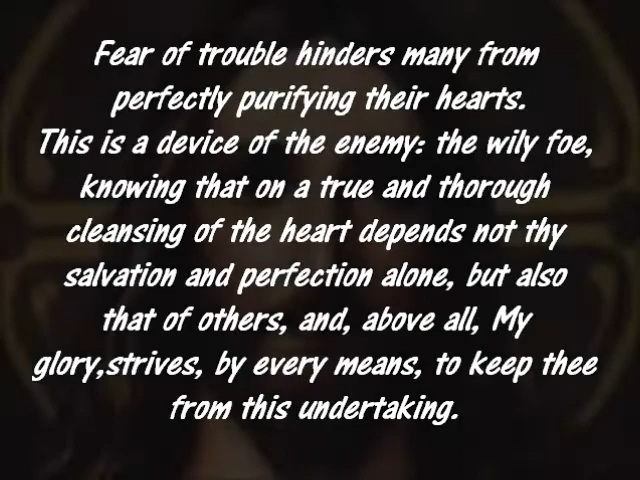 Fear of trouble hinders many from
perfectly purifying their hearts.
This is a device of the enemy: the wily foe,
knowing that on a true and thorough
cleansing of the heart depends not thy
salvation and perfection alone, but also
that of others, and, above all, My
glory,strives, by every means, to keep thee
from this undertaking.